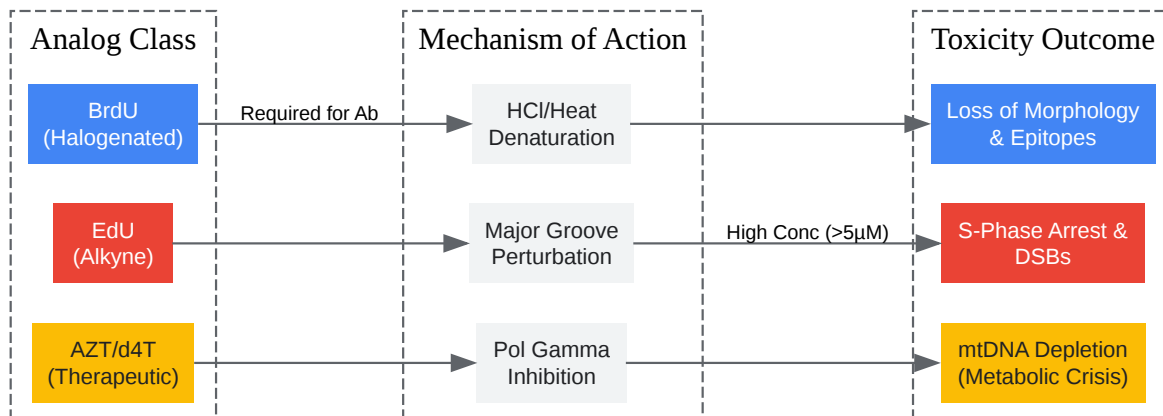 Analog Class
Mechanism of Action
Toxicity Outcome
BrdU
(Halogenated)
Required for Ab
HCl/Heat
Denaturation
Loss of Morphology
& Epitopes
EdU
(Alkyne)
Major Groove
Perturbation
High Conc (>5µM)
S-Phase Arrest &
DSBs
AZT/d4T
(Therapeutic)
Pol Gamma
Inhibition
mtDNA Depletion
(Metabolic Crisis)